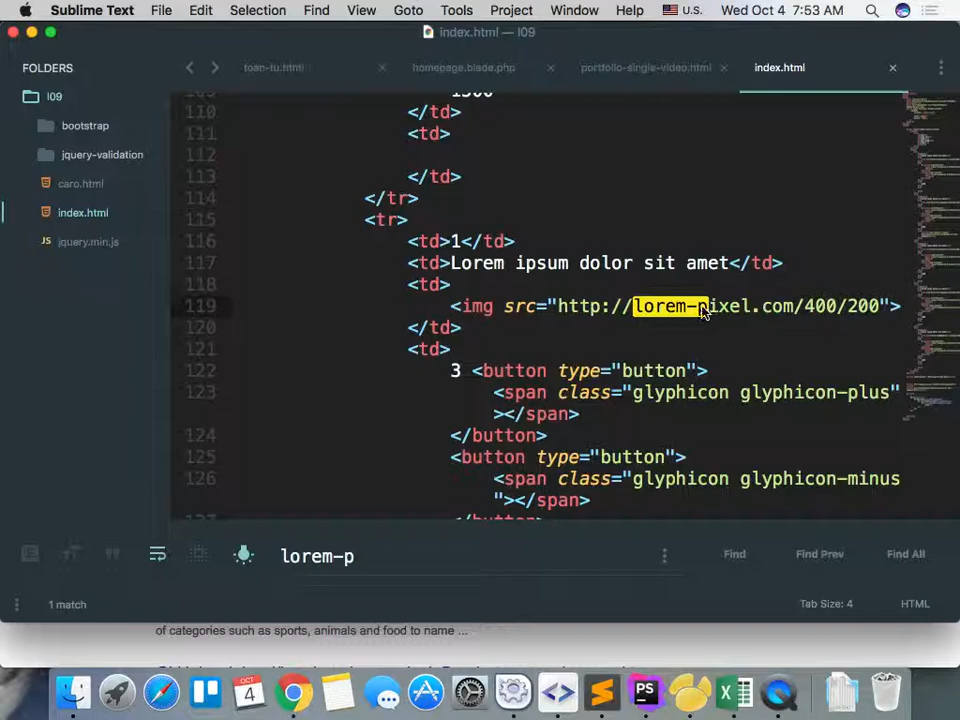 Sublime Text File Edit Selection Find View Goto Tools Project Window Help U.S. Wed Oct 4 7:53 AM
index.html — l09
FOLDERS
l09
bootstrap
jquery-validation
caro.html
index.html
JS jquery.min.js
toan-tu.html homepage.blade.php portfolio-single-video.html index.html
110 </td>
111 <td>
112
113 </td>
114 </tr>
115 <tr>
116 <td>1</td>
117 <td>Lorem ipsum dolor sit amet</td>
118 <td>
119 <img src="http://lorem-pixel.com/400/200">
120 </td>
121 <td>
122 3 <button type="button">
123 <span class="glyphicon glyphicon-plus"
></span>
124 </button>
125 <button type="button">
126 <span class="glyphicon glyphicon-minus
"></span>
</button>
lorem-p Find Find Prev Find All
1 match Tab Size: 4 HTML
of categories such as sports, animals and food to name ...
OCT
4
PS